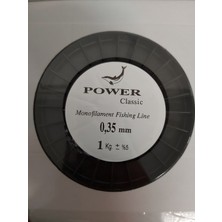 POWER
Classic
Monofilament Fishing Line
0,35 mm
1 Kg ± %5